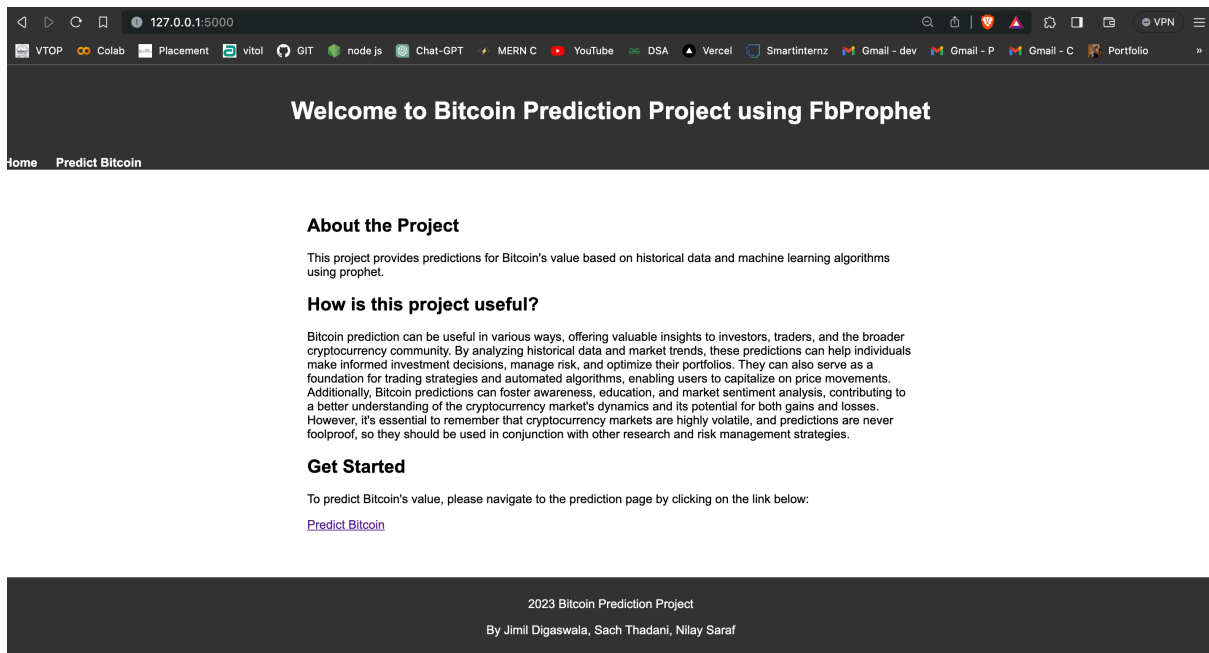 127.0.0.1:5000
VPN
VTOP Colab Placement vitol GIT node js Chat-GPT MERN C YouTube DSA Vercel Smartinternz Gmail - dev Gmail - P Gmail - C Portfolio »
Welcome to Bitcoin Prediction Project using FbProphet
Home Predict Bitcoin
About the Project
This project provides predictions for Bitcoin's value based on historical data and machine learning algorithms
using prophet.
How is this project useful?
Bitcoin prediction can be useful in various ways, offering valuable insights to investors, traders, and the broader
cryptocurrency community. By analyzing historical data and market trends, these predictions can help individuals
make informed investment decisions, manage risk, and optimize their portfolios. They can also serve as a
foundation for trading strategies and automated algorithms, enabling users to capitalize on price movements.
Additionally, Bitcoin predictions can foster awareness, education, and market sentiment analysis, contributing to
a better understanding of the cryptocurrency market's dynamics and its potential for both gains and losses.
However, it's essential to remember that cryptocurrency markets are highly volatile, and predictions are never
foolproof, so they should be used in conjunction with other research and risk management strategies.
Get Started
To predict Bitcoin's value, please navigate to the prediction page by clicking on the link below:
Predict Bitcoin
2023 Bitcoin Prediction Project
By Jimil Digaswala, Sach Thadani, Nilay Saraf